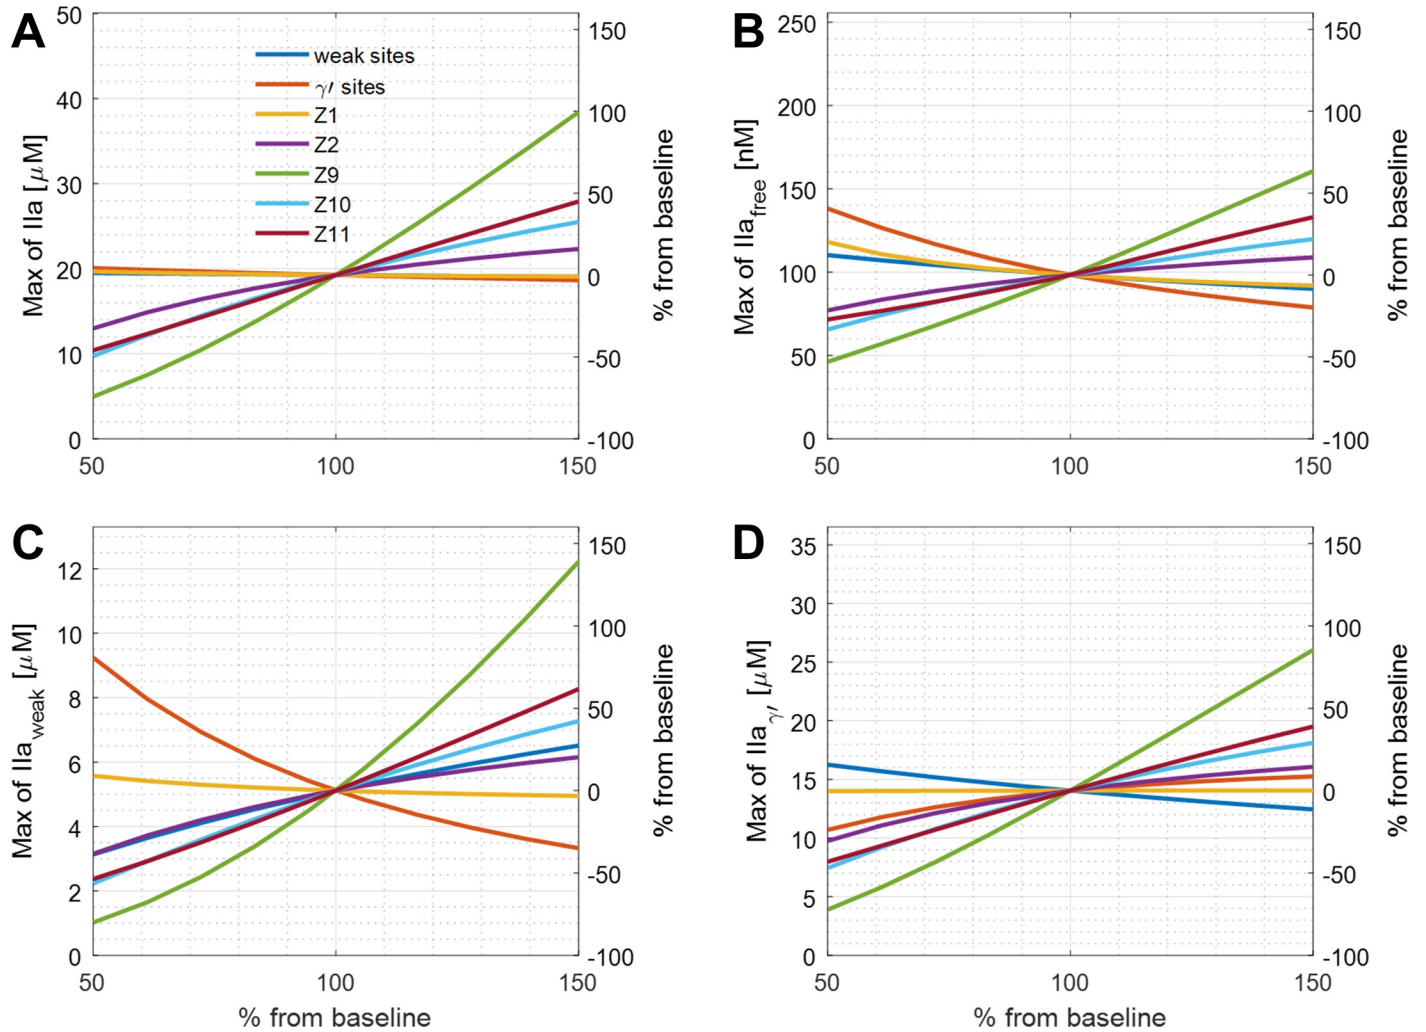 A
Max of IIa [μM]
50
40
30
20
10
0
weak sites
γ′ sites
Z1
Z2
Z9
Z10
Z11
150
100
50
0
-50
-100
% from baseline
50 100 150
B
Max of IIa_free [nM]
250
200
150
100
50
0
150
100
50
0
-50
-100
% from baseline
50 100 150
C
Max of IIa_weak [μM]
12
10
8
6
4
2
0
150
100
50
0
-50
-100
% from baseline
50 100 150
% from baseline
D
Max of IIa_γ′ [μM]
35
30
25
20
15
10
5
0
150
100
50
0
-50
-100
% from baseline
50 100 150
% from baseline